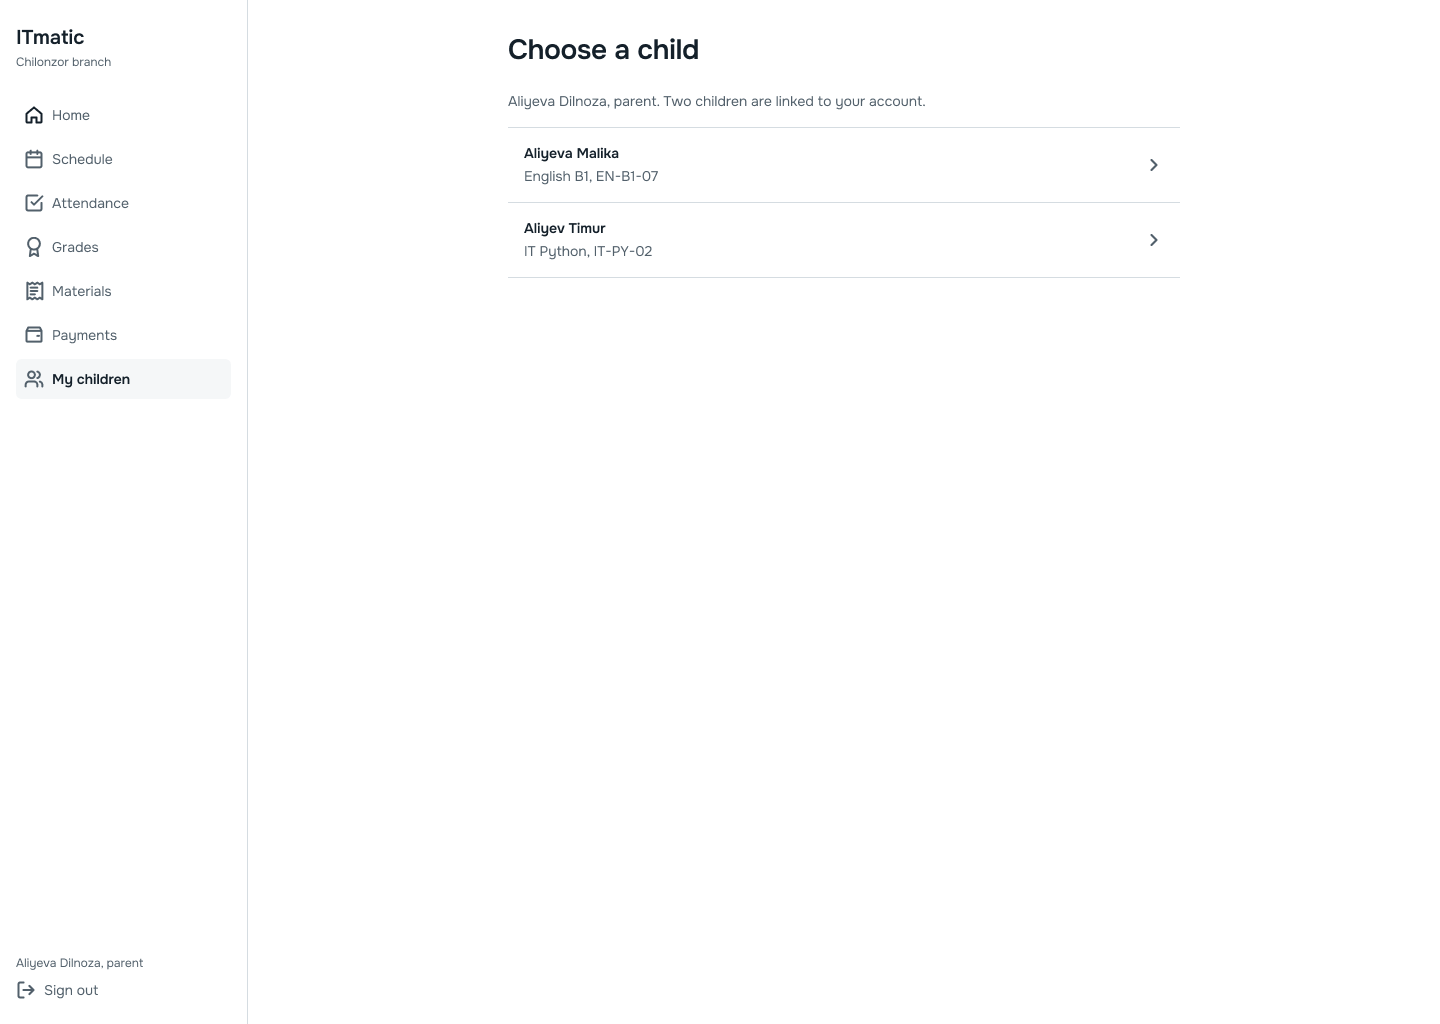 ITmatic
Chilonzor branch
Home
Schedule
Attendance
Grades
Materials
Payments
My children
Aliyeva Dilnoza, parent
Sign out
Choose a child
Aliyeva Dilnoza, parent. Two children are linked to your account.
Aliyeva Malika
English B1, EN-B1-07
Aliyev Timur
IT Python, IT-PY-02